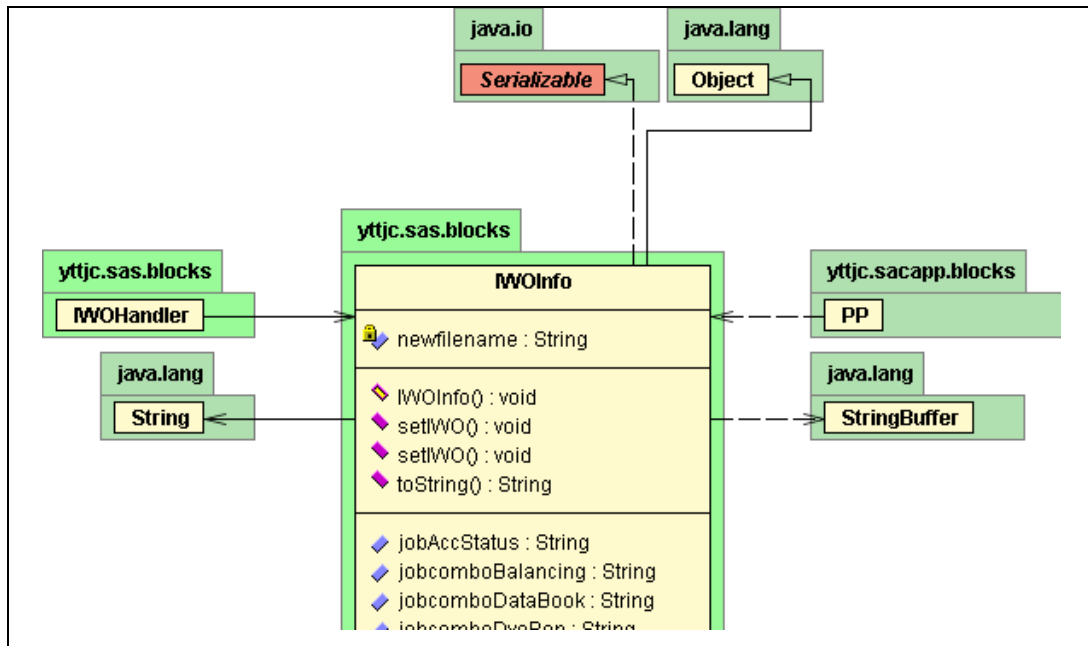 java.io
java.lang
Serializable
Object
yttjc.sas.blocks
yttjc.sas.blocks
yttjc.sacapp.blocks
IWOInfo
IWOHandler
PP
newfilename : String
java.lang
java.lang
IWOInfo() : void
String
setIWO() : void
StringBuffer
setIWO() : void
toString() : String
jobAccStatus : String
jobcomboBalancing : String
jobcomboDataBook : String
: String